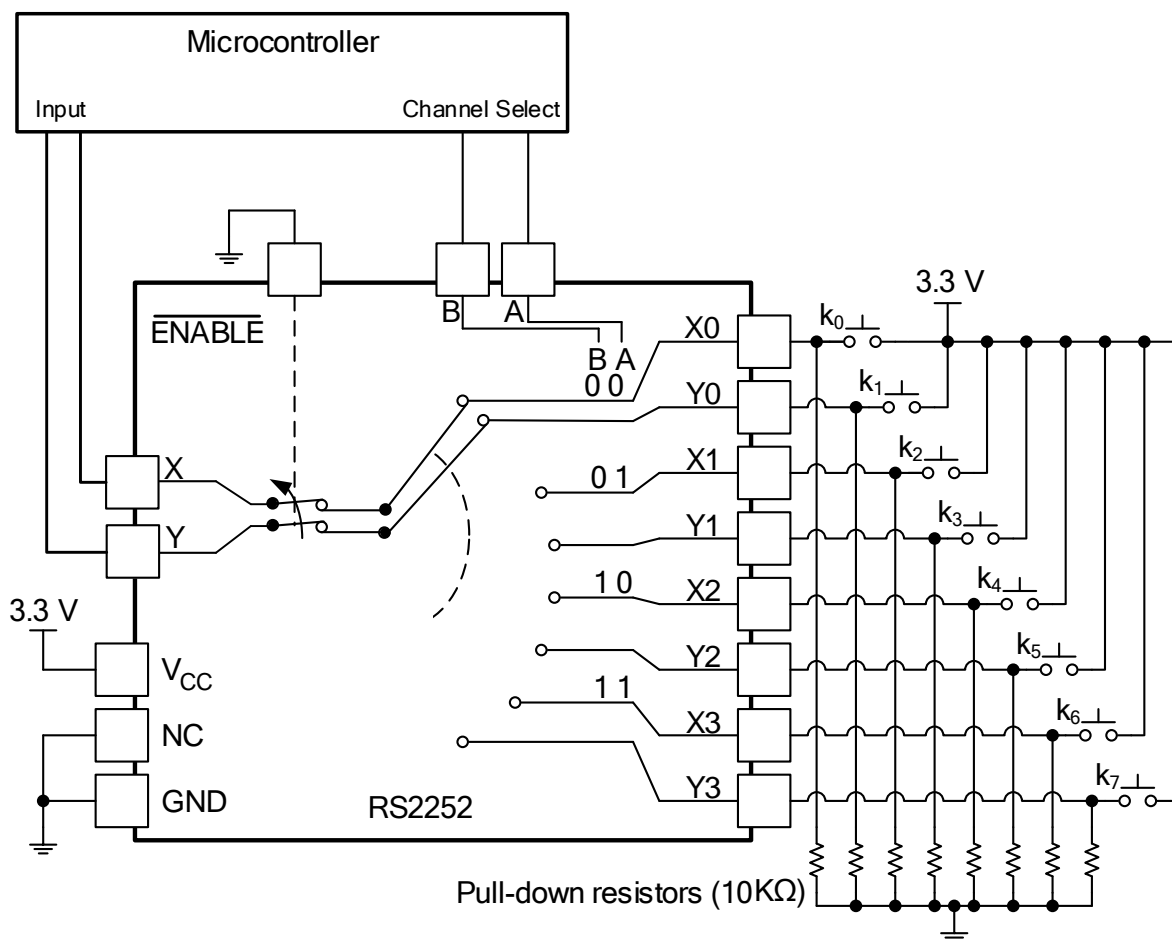 Microcontroller
Input
Channel Select
B
A
ENABLE
B A
0 0
X0
Y0
0 1
X1
Y1
1 0
X2
Y2
1 1
X3
Y3
X
Y
3.3 V
VCC
NC
GND
RS2252
3.3 V
k0
k1
k2
k3
k4
k5
k6
k7
Pull-down resistors (10KΩ)